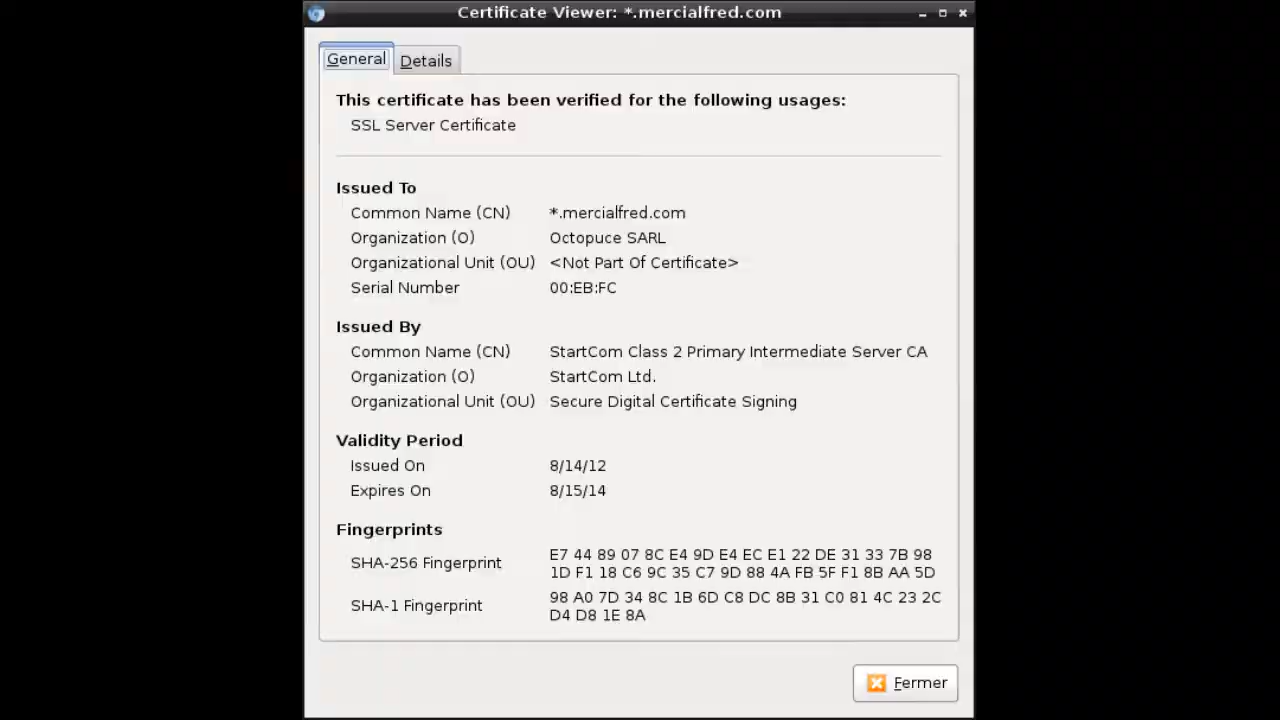 Certificate Viewer: *.mercialfred.com
General Details
This certificate has been verified for the following usages:
SSL Server Certificate
Issued To
Common Name (CN) *.mercialfred.com
Organization (O) Octopuce SARL
Organizational Unit (OU) <Not Part Of Certificate>
Serial Number 00:EB:FC
Issued By
Common Name (CN) StartCom Class 2 Primary Intermediate Server CA
Organization (O) StartCom Ltd.
Organizational Unit (OU) Secure Digital Certificate Signing
Validity Period
Issued On 8/14/12
Expires On 8/15/14
Fingerprints
SHA-256 Fingerprint E7 44 89 07 8C E4 9D E4 EC E1 22 DE 31 33 7B 98
1D F1 18 C6 9C 35 C7 9D 88 4A FB 5F F1 8B AA 5D
SHA-1 Fingerprint 98 A0 7D 34 8C 1B 6D C8 DC 8B 31 C0 81 4C 23 2C
D4 D8 1E 8A
Fermer